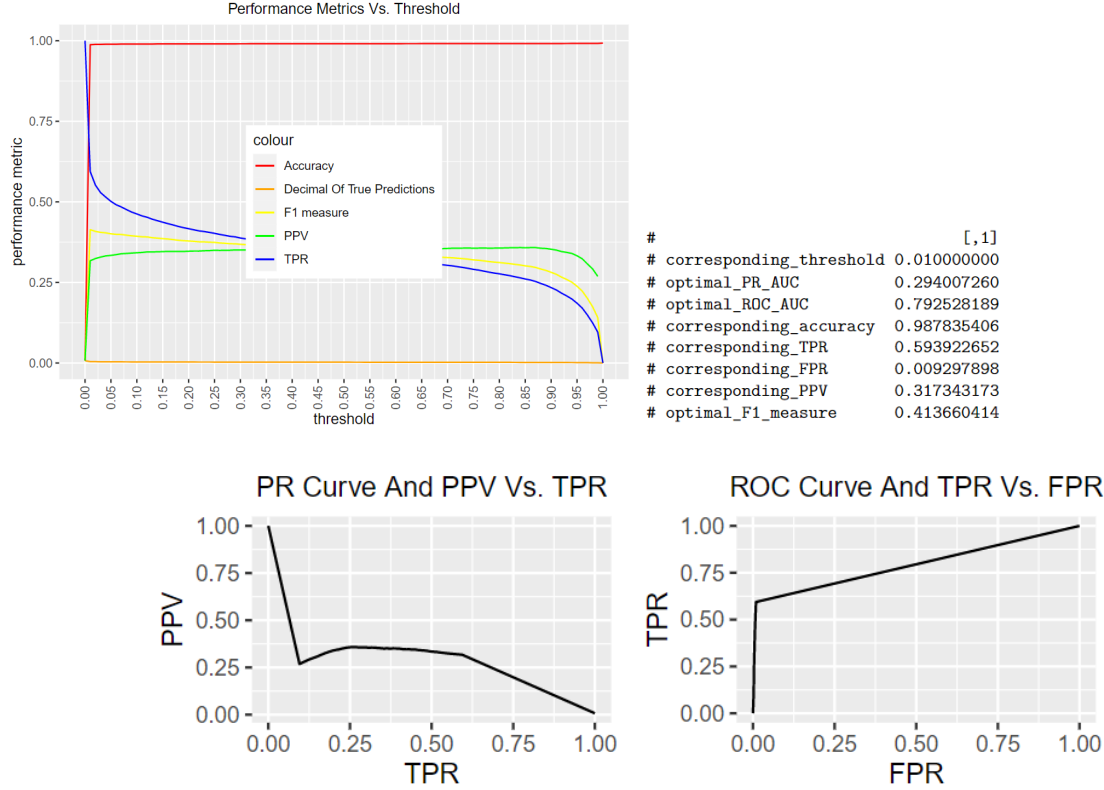 Performance Metrics Vs. Threshold
performance metric
1.00
0.75
0.50
0.25
0.00
colour
Accuracy
Decimal Of True Predictions
F1 measure
PPV
TPR
0.00 0.05 0.10 0.15 0.20 0.25 0.30 0.35 0.40 0.45 0.50 0.55 0.60 0.65 0.70 0.75 0.80 0.85 0.90 0.95 1.00
threshold
# [,1]
# corresponding_threshold 0.010000000
# optimal_PR_AUC 0.294007260
# optimal_ROC_AUC 0.792528189
# corresponding_accuracy 0.987835406
# corresponding_TPR 0.593922652
# corresponding_FPR 0.009297898
# corresponding_PPV 0.317343173
# optimal_F1_measure 0.413660414
PR Curve And PPV Vs. TPR
PPV
1.00
0.75
0.50
0.25
0.00
0.00 0.25 0.50 0.75 1.00
TPR
ROC Curve And TPR Vs. FPR
TPR
1.00
0.75
0.50
0.25
0.00
0.00 0.25 0.50 0.75 1.00
FPR